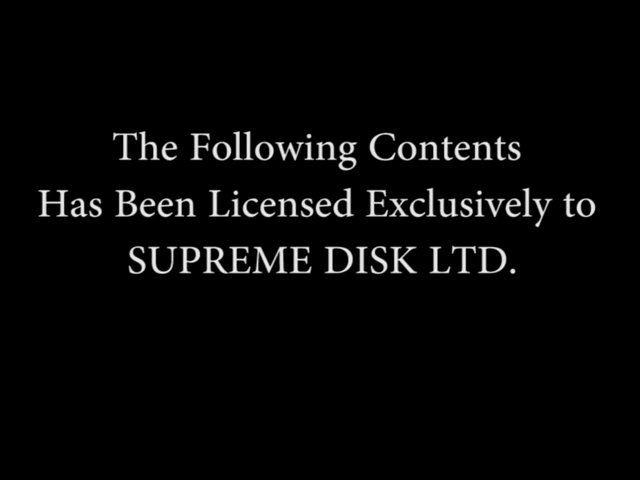 The Following Contents
Has Been Licensed Exclusively to
SUPREME DISK LTD.